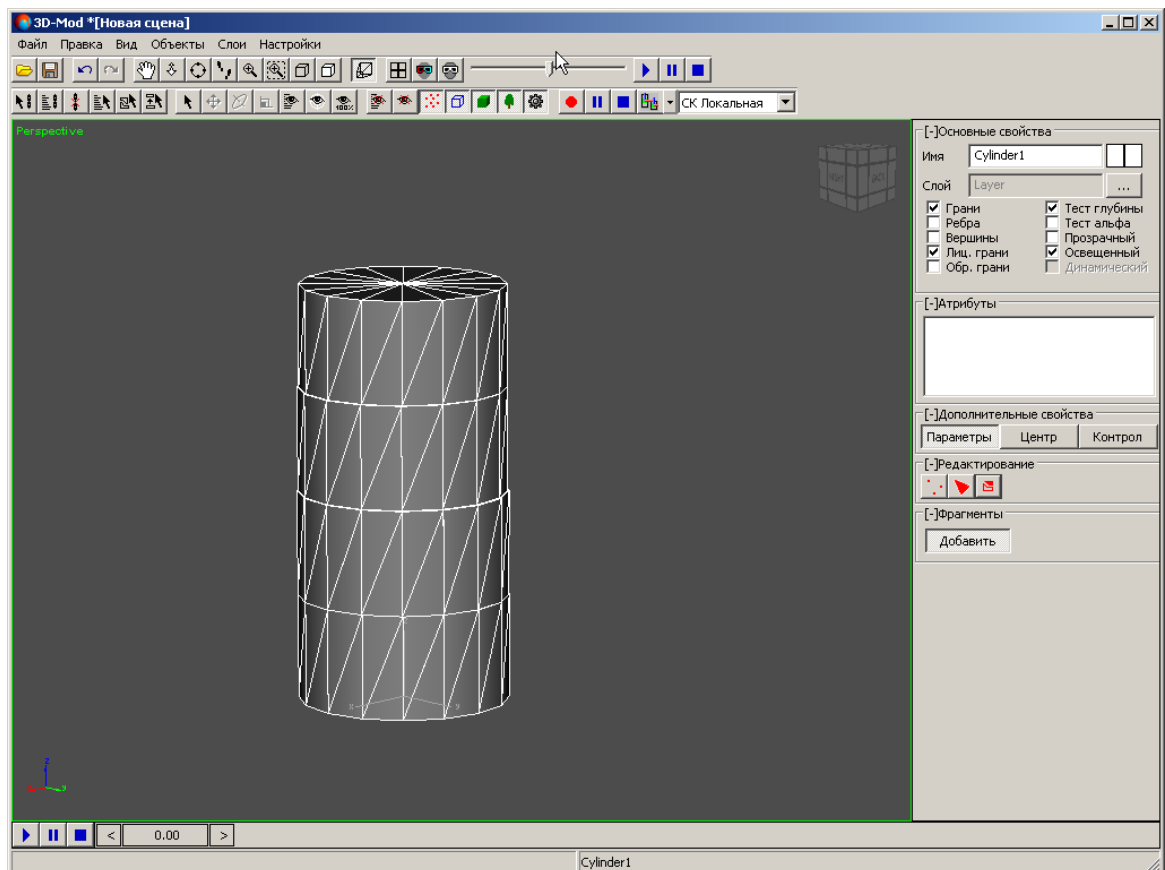 3D-Mod *[Новая сцена]
Файл Правка Вид Объекты Слои Настройки
100%
СК Локальная
Perspective
[-]Основные свойства
Имя Cylinder1
Слой Layer ...
Грани Тест глубины
Ребра Тест альфа
Вершины Прозрачный
Лиц. грани Освещенный
Обр. грани Динамический
[-]Атрибуты
[-]Дополнительные свойства
Параметры Центр Контрол
[-]Редактирование
[-]Фрагменты
Добавить
x y
z
< 0.00 >
Cylinder1